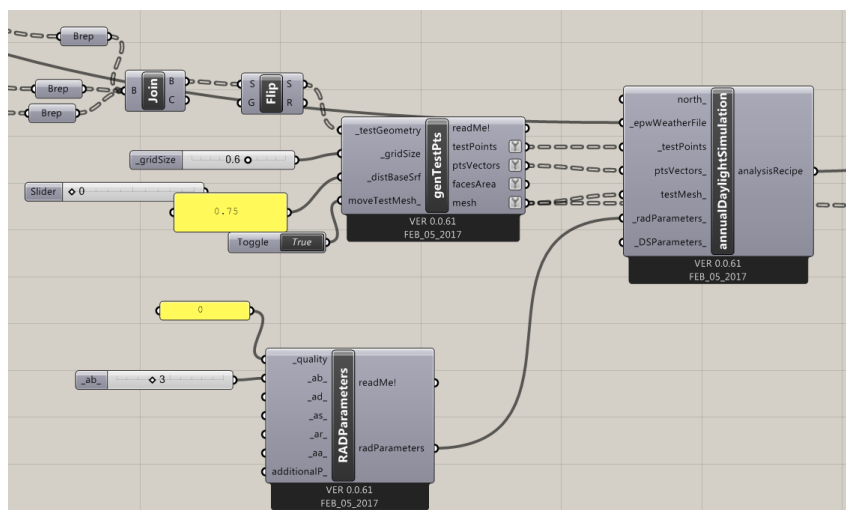 Brep
Brep
Brep
B
Join
B
C
S
G
Flip
S
R
_gridSize
0.6
Slider
0
0.75
Toggle
True
_testGeometry
_gridSize
_distBaseSrf
moveTestMesh_
genTestPts
readMe!
testPoints
ptsVectors
facesArea
mesh
VER 0.0.61
FEB_05_2017
north_
_epwWeatherFile
_testPoints
ptsVectors_
testMesh_
_radParameters_
_DSParameters_
annualDaylightSimulation
analysisRecipe
VER 0.0.61
FEB_05_2017
0
_ab_
3
_quality
_ab_
_ad_
_as_
_ar_
_aa_
additionalP_
RADParameters
readMe!
radParameters
VER 0.0.61
FEB_05_2017